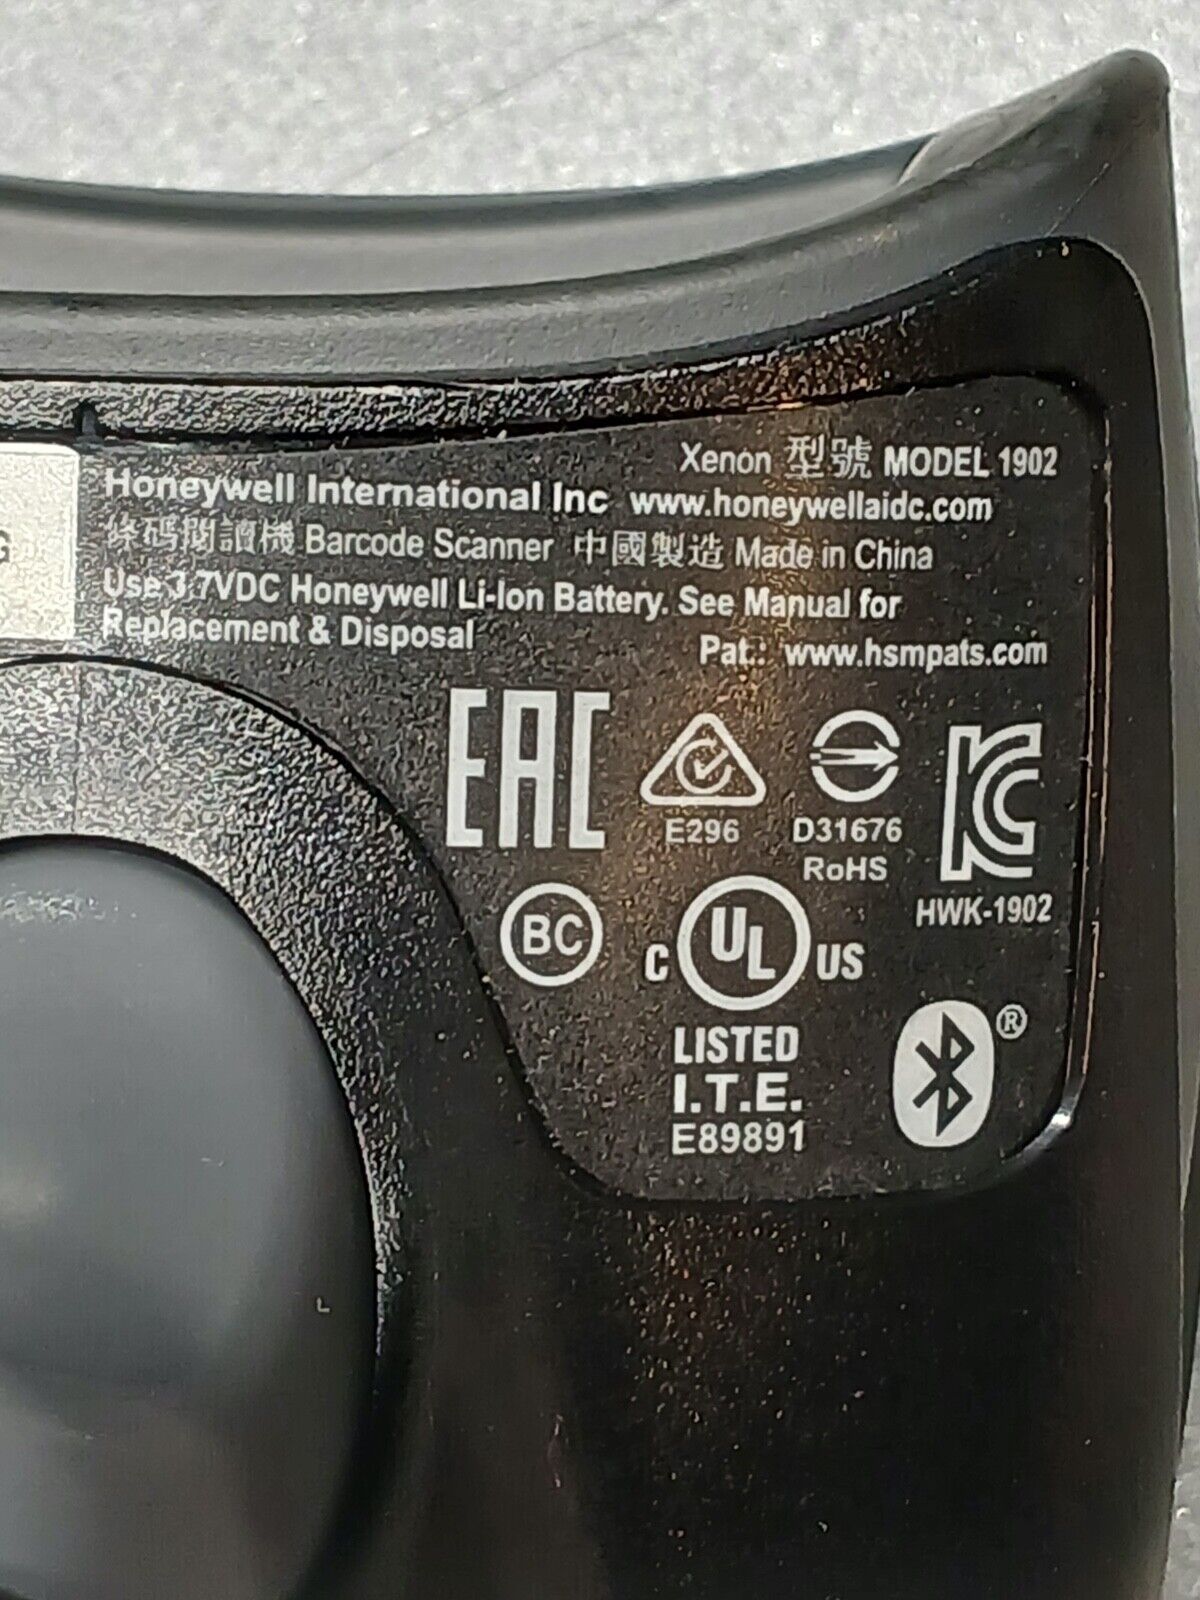 Xenon 型號 MODEL 1902
Honeywell International Inc www.honeywellaidc.com
條码閱讀機 Barcode Scanner 中國製造 Made in China
Use 3.7VDC Honeywell Li-Ion Battery. See Manual for
Replacement & Disposal
Pat.: www.hsmpats.com
G
EAC
E296
D31676
RoHS
KC
HWK-1902
BC
C UL US
LISTED
I.T.E.
E89891
®